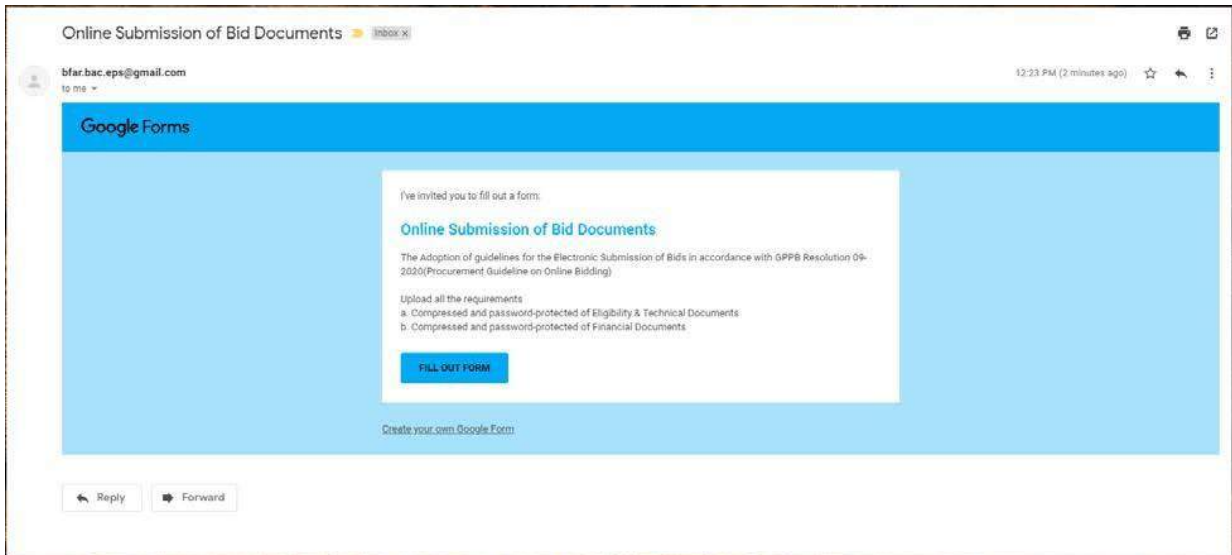 Online Submission of Bid Documents Inbox x
bfar.bac.eps@gmail.com 12:23 PM (2 minutes ago)
to me
Google Forms
I've invited you to fill out a form:
Online Submission of Bid Documents
The Adoption of guidelines for the Electronic Submission of Bids in accordance with GPPB Resolution 09-
2020(Procurement Guideline on Online Bidding)
Upload all the requirements
a. Compressed and password-protected of Eligibility & Technical Documents
b. Compressed and password-protected of Financial Documents
FILL OUT FORM
Create your own Google Form
Reply Forward